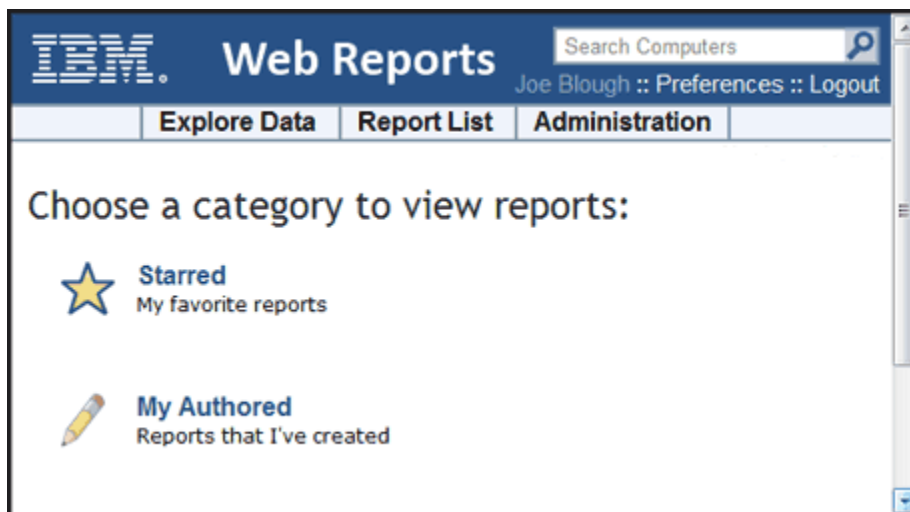 IBM. Web Reports
Search Computers
Joe Blough :: Preferences :: Logout
Explore Data Report List Administration
Choose a category to view reports:
Starred
My favorite reports
My Authored
Reports that I've created